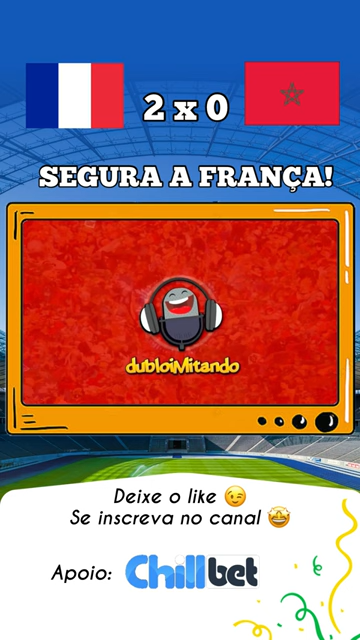 2 x 0
SEGURA A FRANÇA!
dubloiMitando
Deixe o like 😉
Se inscreva no canal 🤩
Apoio: Chillbet